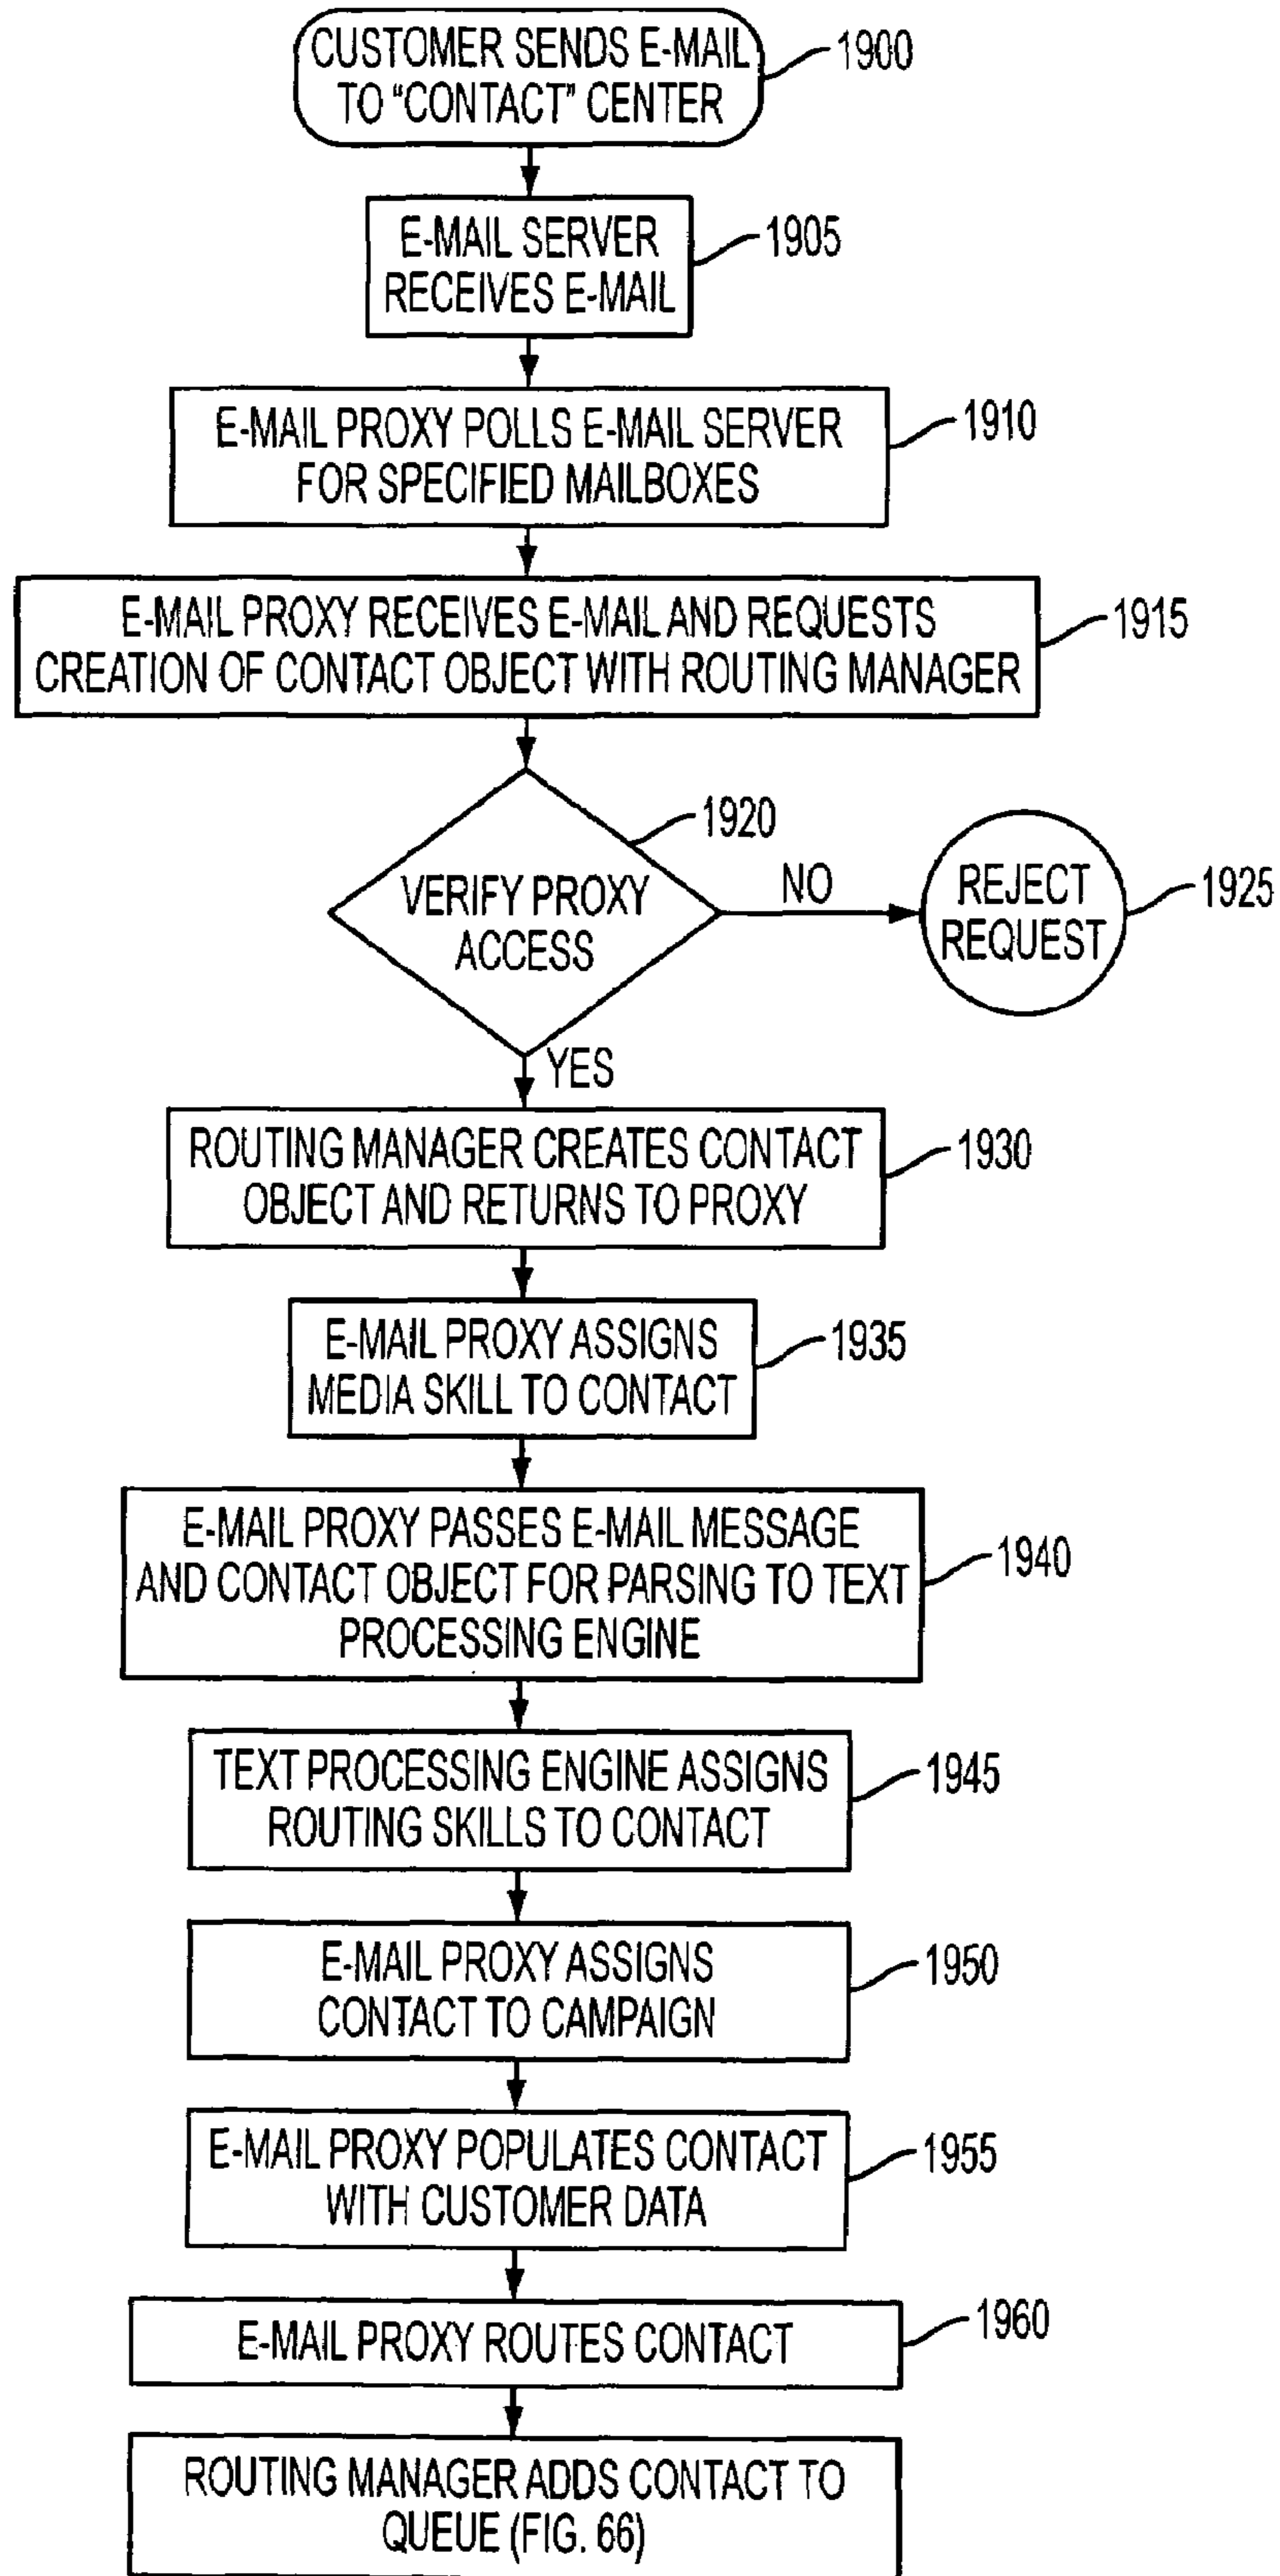 CUSTOMER SENDS E-MAIL
TO "CONTACT" CENTER
1900
E-MAIL SERVER
RECEIVES E-MAIL
1905
E-MAIL PROXY POLLS E-MAIL SERVER
FOR SPECIFIED MAILBOXES
1910
E-MAIL PROXY RECEIVES E-MAIL AND REQUESTS
CREATION OF CONTACT OBJECT WITH ROUTING MANAGER
1915
VERIFY PROXY
ACCESS
1920
NO
REJECT
REQUEST
1925
YES
ROUTING MANAGER CREATES CONTACT
OBJECT AND RETURNS TO PROXY
1930
E-MAIL PROXY ASSIGNS
MEDIA SKILL TO CONTACT
1935
E-MAIL PROXY PASSES E-MAIL MESSAGE
AND CONTACT OBJECT FOR PARSING TO TEXT
PROCESSING ENGINE
1940
TEXT PROCESSING ENGINE ASSIGNS
ROUTING SKILLS TO CONTACT
1945
E-MAIL PROXY ASSIGNS
CONTACT TO CAMPAIGN
1950
E-MAIL PROXY POPULATES CONTACT
WITH CUSTOMER DATA
1955
E-MAIL PROXY ROUTES CONTACT
1960
ROUTING MANAGER ADDS CONTACT TO
QUEUE (FIG. 66)